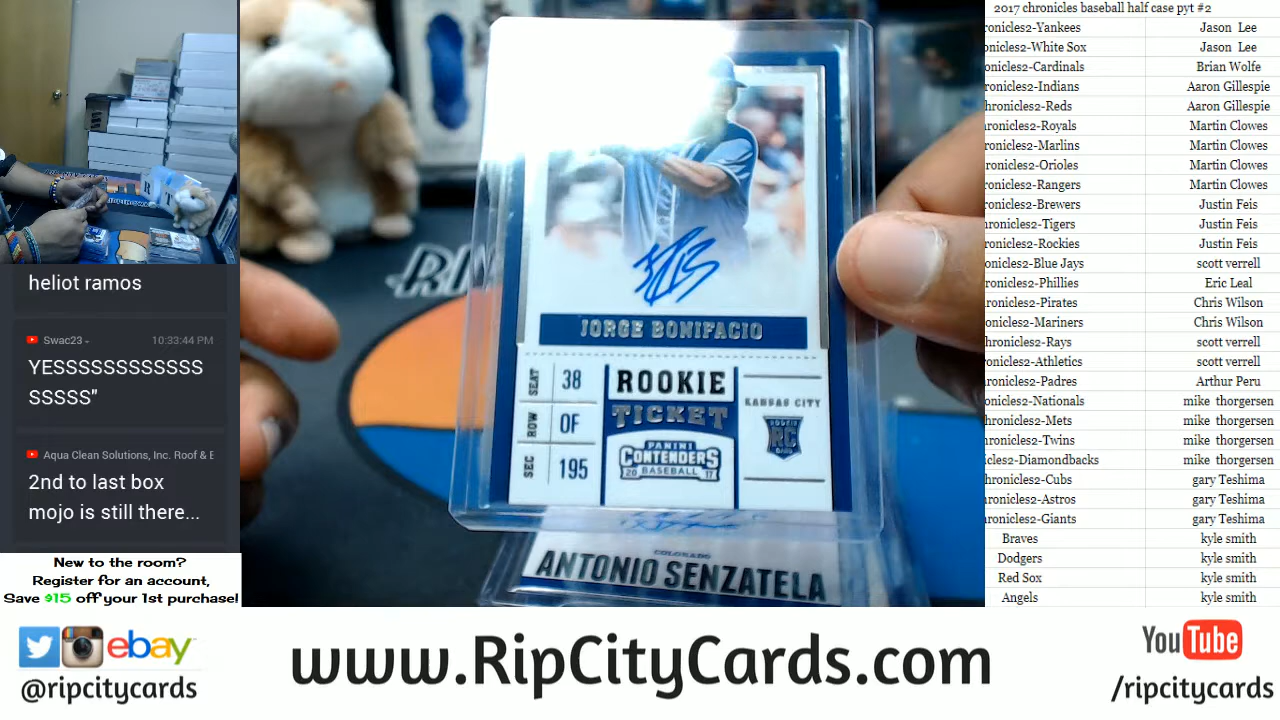 heliot ramos
Swac23
10:33:44 PM
YESSSSSSSSSSSS
SSSSS"
Aqua Clean Solutions, Inc. Roof & E
2nd to last box
mojo is still there...
New to the room?
Register for an account,
Save $15 off your 1st purchase!
JORGE BONIFACIO
SEAT 38
ROW OF
SEC 195
ROOKIE
TICKET
PANINI
CONTENDERS
20 BASEBALL 17
KANSAS CITY
ROOKIE
RC
COLORADO
ANTONIO SENZATELA
2017 chronicles baseball half case pyt #2
ronicles2-Yankees Jason Lee
onicles2-White Sox Jason Lee
onicles2-Cardinals Brian Wolfe
ronicles2-Indians Aaron Gillespie
hronicles2-Reds Aaron Gillespie
hronicles2-Royals Martin Clowes
ronicles2-Marlins Martin Clowes
ronicles2-Orioles Martin Clowes
ronicles2-Rangers Martin Clowes
ronicles2-Brewers Justin Feis
hronicles2-Tigers Justin Feis
ronicles2-Rockies Justin Feis
onicles2-Blue Jays scott verrell
ronicles2-Phillies Eric Leal
ronicles2-Pirates Chris Wilson
onicles2-Mariners Chris Wilson
hronicles2-Rays scott verrell
onicles2-Athletics scott verrell
ronicles2-Padres Arthur Peru
onicles2-Nationals mike thorgersen
hronicles2-Mets mike thorgersen
hronicles2-Twins mike thorgersen
icles2-Diamondbacks mike thorgersen
hronicles2-Cubs gary Teshima
hronicles2-Astros gary Teshima
hronicles2-Giants gary Teshima
Braves kyle smith
Dodgers kyle smith
Red Sox kyle smith
Angels kyle smith
ebay
@ripcitycards
www.RipCityCards.com
YouTube
/ripcitycards